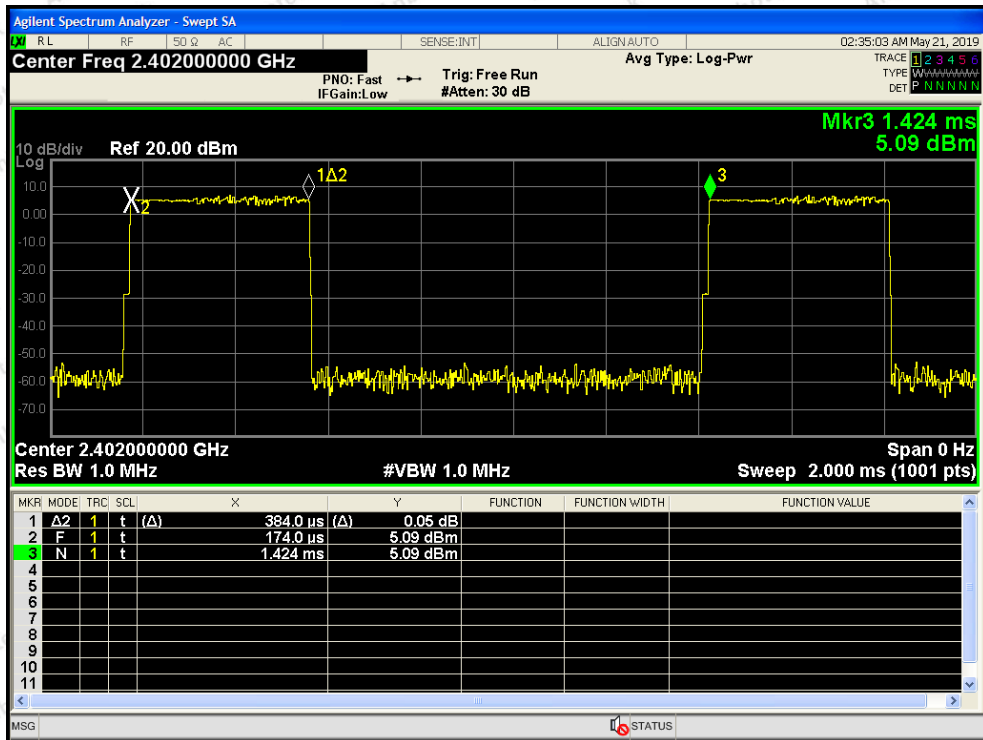 Agilent Spectrum Analyzer - Swept SA
LXI RL RF 50 Ω AC SENSE:INT ALIGN AUTO 02:35:03 AM May 21, 2019
Center Freq 2.402000000 GHz Avg Type: Log-Pwr TRACE 1 2 3 4 5 6
PNO: Fast Trig: Free Run TYPE WWWWWW
IFGain:Low #Atten: 30 dB DET P N N N N N
Mkr3 1.424 ms
10 dB/div Ref 20.00 dBm 5.09 dBm
Log
1Δ2
3
10.0
X2
0.00
-10.0
-20.0
-30.0
-40.0
-50.0
-60.0
-70.0
Center 2.402000000 GHz Span 0 Hz
Res BW 1.0 MHz #VBW 1.0 MHz Sweep 2.000 ms (1001 pts)
MKR MODE TRC SCL X Y FUNCTION FUNCTION WIDTH FUNCTION VALUE
1 Δ2 1 t (Δ) 384.0 µs (Δ) 0.05 dB
2 F 1 t 174.0 µs 5.09 dBm
3 N 1 t 1.424 ms 5.09 dBm
4
5
6
7
8
9
10
11
MSG STATUS